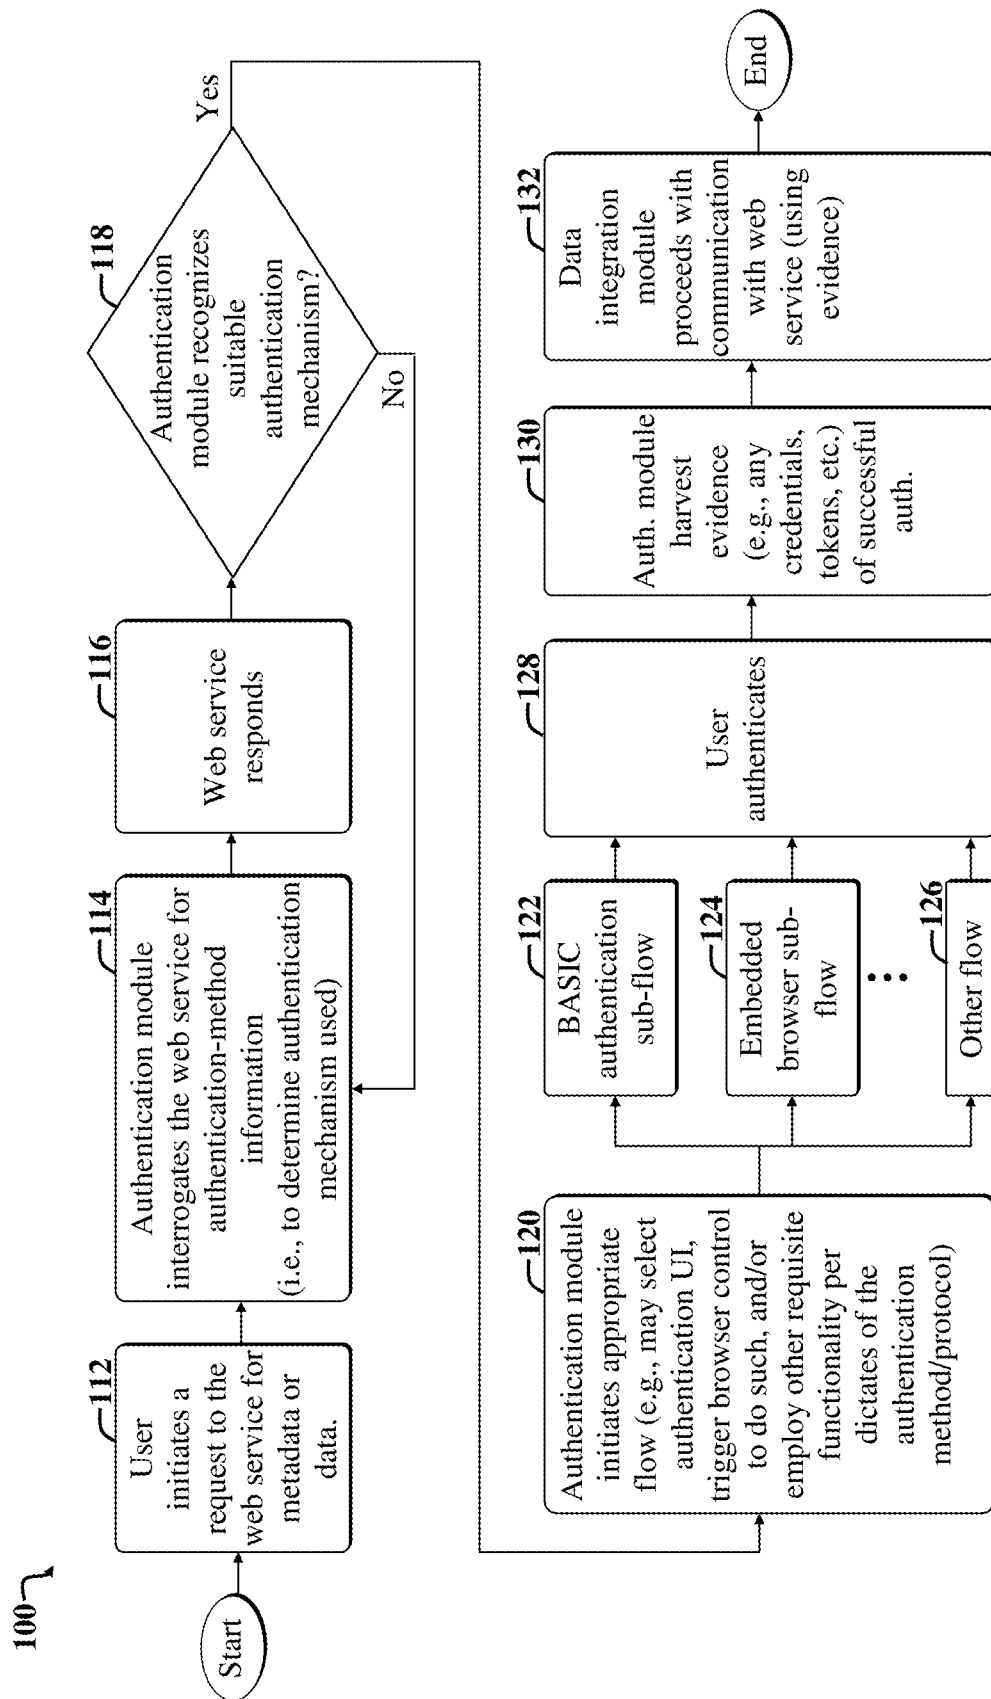 100
Start
112
User
initiates a
request to the
web service for
metadata or
data.
114
Authentication module
interrogates the web service for
authentication-method
information
(i.e., to determine authentication
mechanism used)
116
Web service
responds
118
Authentication
module recognizes
suitable
authentication
mechanism?
Yes
No
120
Authentication module
initiates appropriate
flow (e.g., may select
authentication UI,
trigger browser control
to do such, and/or
employ other requisite
functionality per
dictates of the
authentication
method/protocol)
122
BASIC
authentication
sub-flow
124
Embedded
browser sub-
flow
126
Other flow
128
User
authenticates
130
Auth. module
harvest
evidence
(e.g., any
credentials,
tokens, etc.)
of successful
auth.
132
Data
integration
module
proceeds with
communication
with web
service (using
evidence)
End